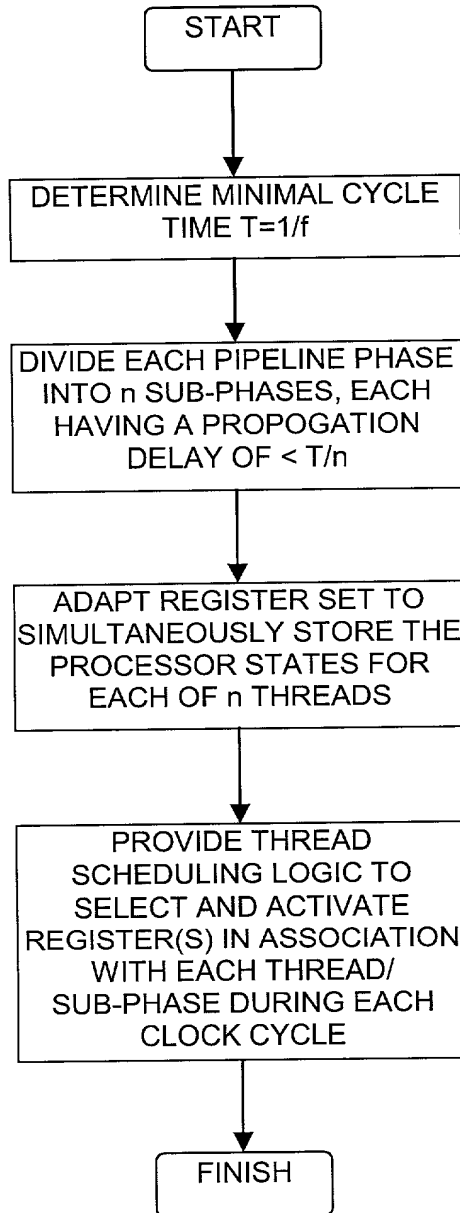 START
DETERMINE MINIMAL CYCLE
TIME T=1/f
DIVIDE EACH PIPELINE PHASE
INTO n SUB-PHASES, EACH
HAVING A PROPOGATION
DELAY OF < T/n
ADAPT REGISTER SET TO
SIMULTANEOUSLY STORE THE
PROCESSOR STATES FOR
EACH OF n THREADS
PROVIDE THREAD
SCHEDULING LOGIC TO
SELECT AND ACTIVATE
REGISTER(S) IN ASSOCIATION
WITH EACH THREAD/
SUB-PHASE DURING EACH
CLOCK CYCLE
FINISH